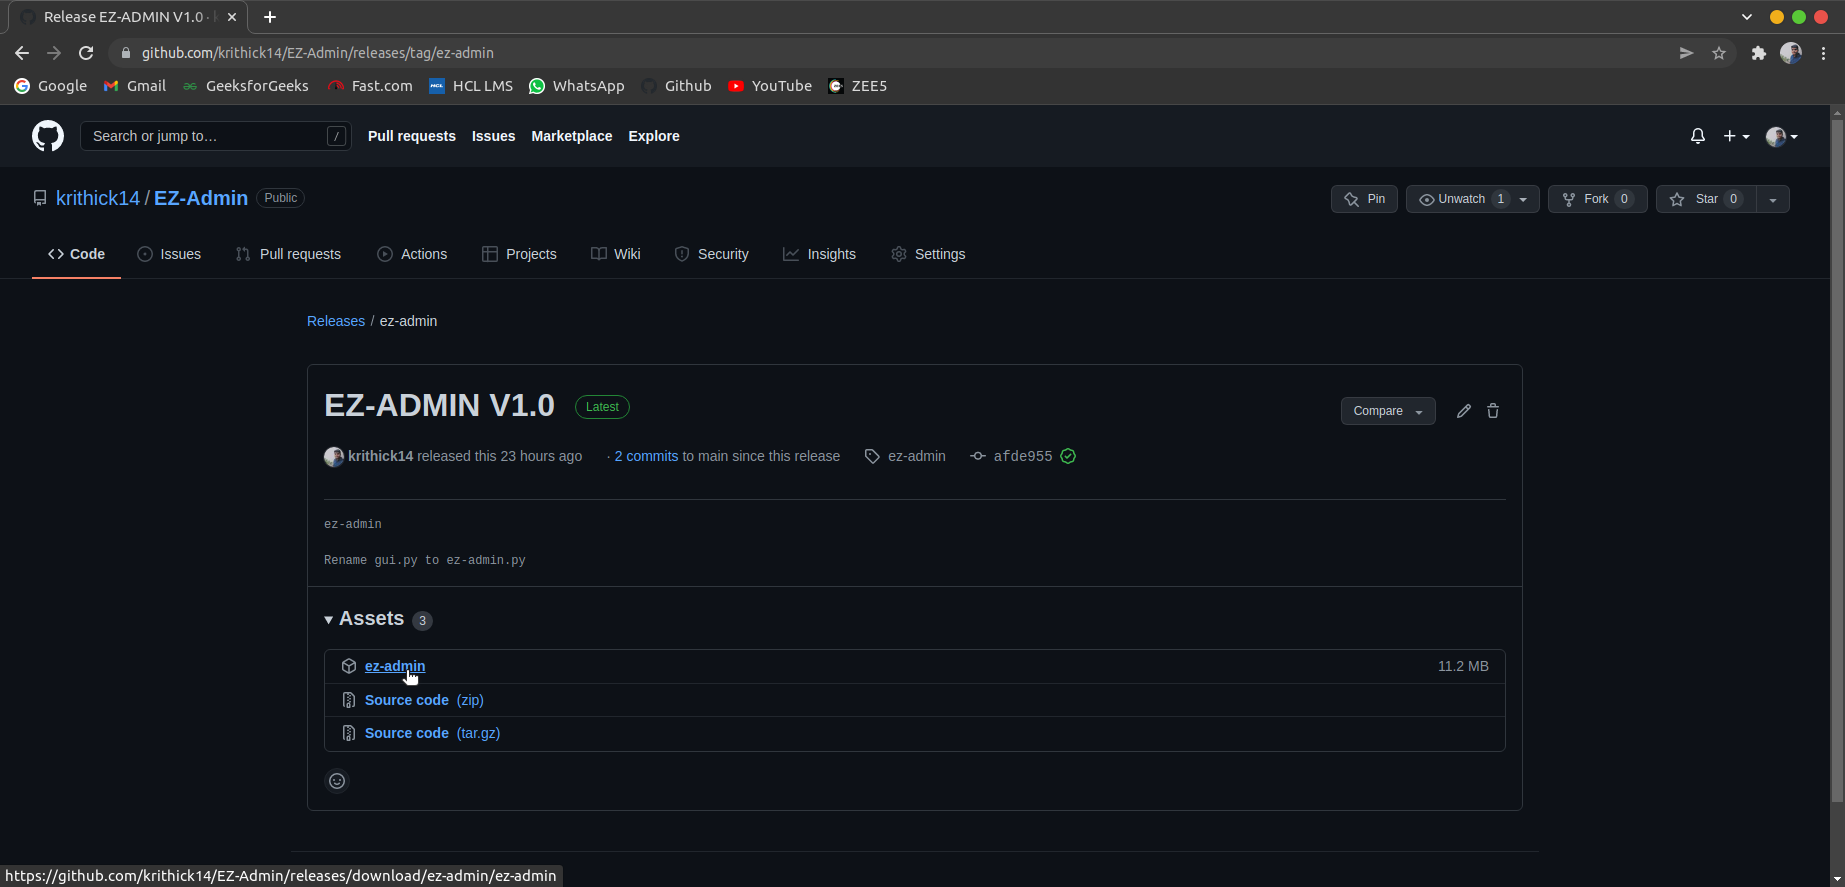 Release EZ-ADMIN V1.0 ·
github.com/krithick14/EZ-Admin/releases/tag/ez-admin
Google Gmail GeeksforGeeks Fast.com HCL LMS WhatsApp Github YouTube ZEE5
Search or jump to… / Pull requests Issues Marketplace Explore
krithick14 / EZ-Admin Public Pin Unwatch 1 Fork 0 Star 0
Code Issues Pull requests Actions Projects Wiki Security Insights Settings
Releases / ez-admin
EZ-ADMIN V1.0 Latest Compare
krithick14 released this 23 hours ago · 2 commits to main since this release ez-admin afde955
ez-admin
Rename gui.py to ez-admin.py
Assets 3
ez-admin 11.2 MB
Source code (zip)
Source code (tar.gz)
https://github.com/krithick14/EZ-Admin/releases/download/ez-admin/ez-admin